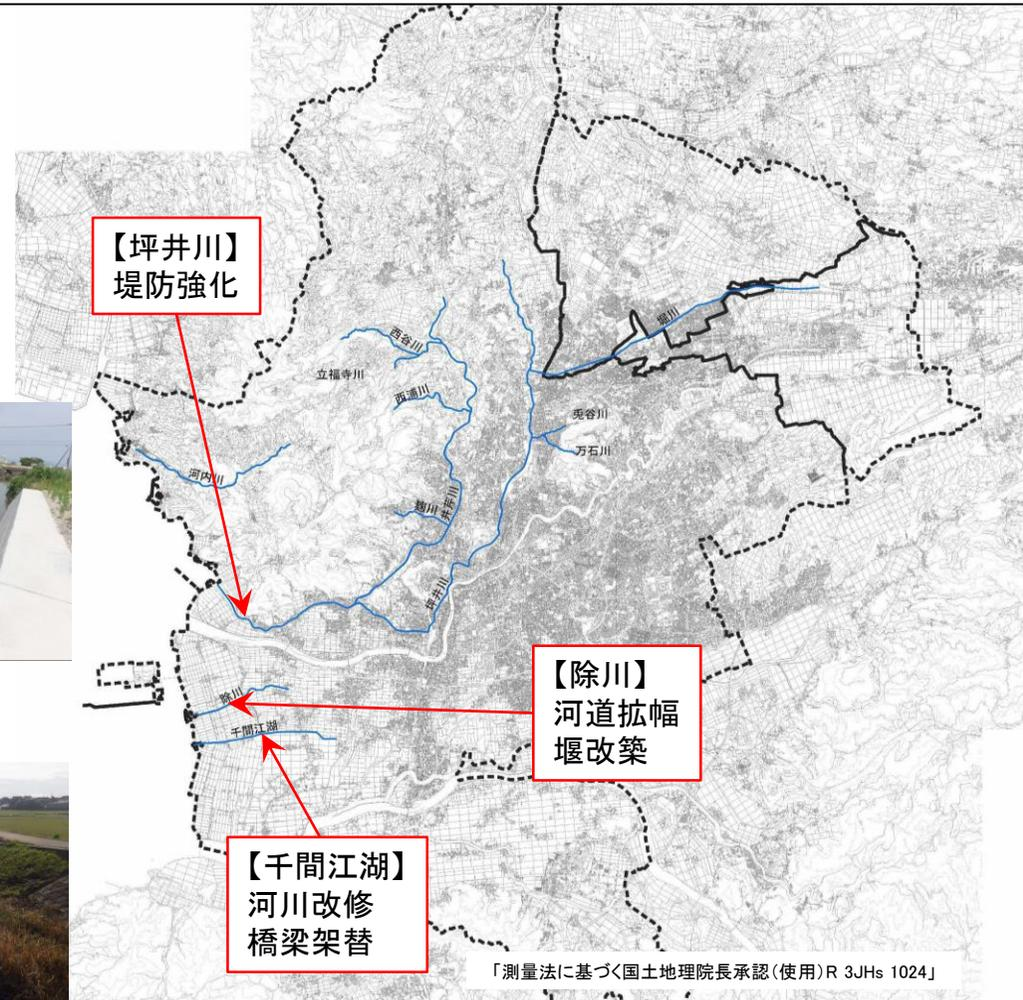 【坪井川】
堤防強化
西谷川
堀川
立福寺川
西浦川
兎谷川
万石川
河内川
麹川
井芹川
坪井川
【除川】
河道拡幅
堰改築
除川
千間江湖
【千間江湖】
河川改修
橋梁架替
「測量法に基づく国土地理院長承認(使用)R 3JHs 1024」